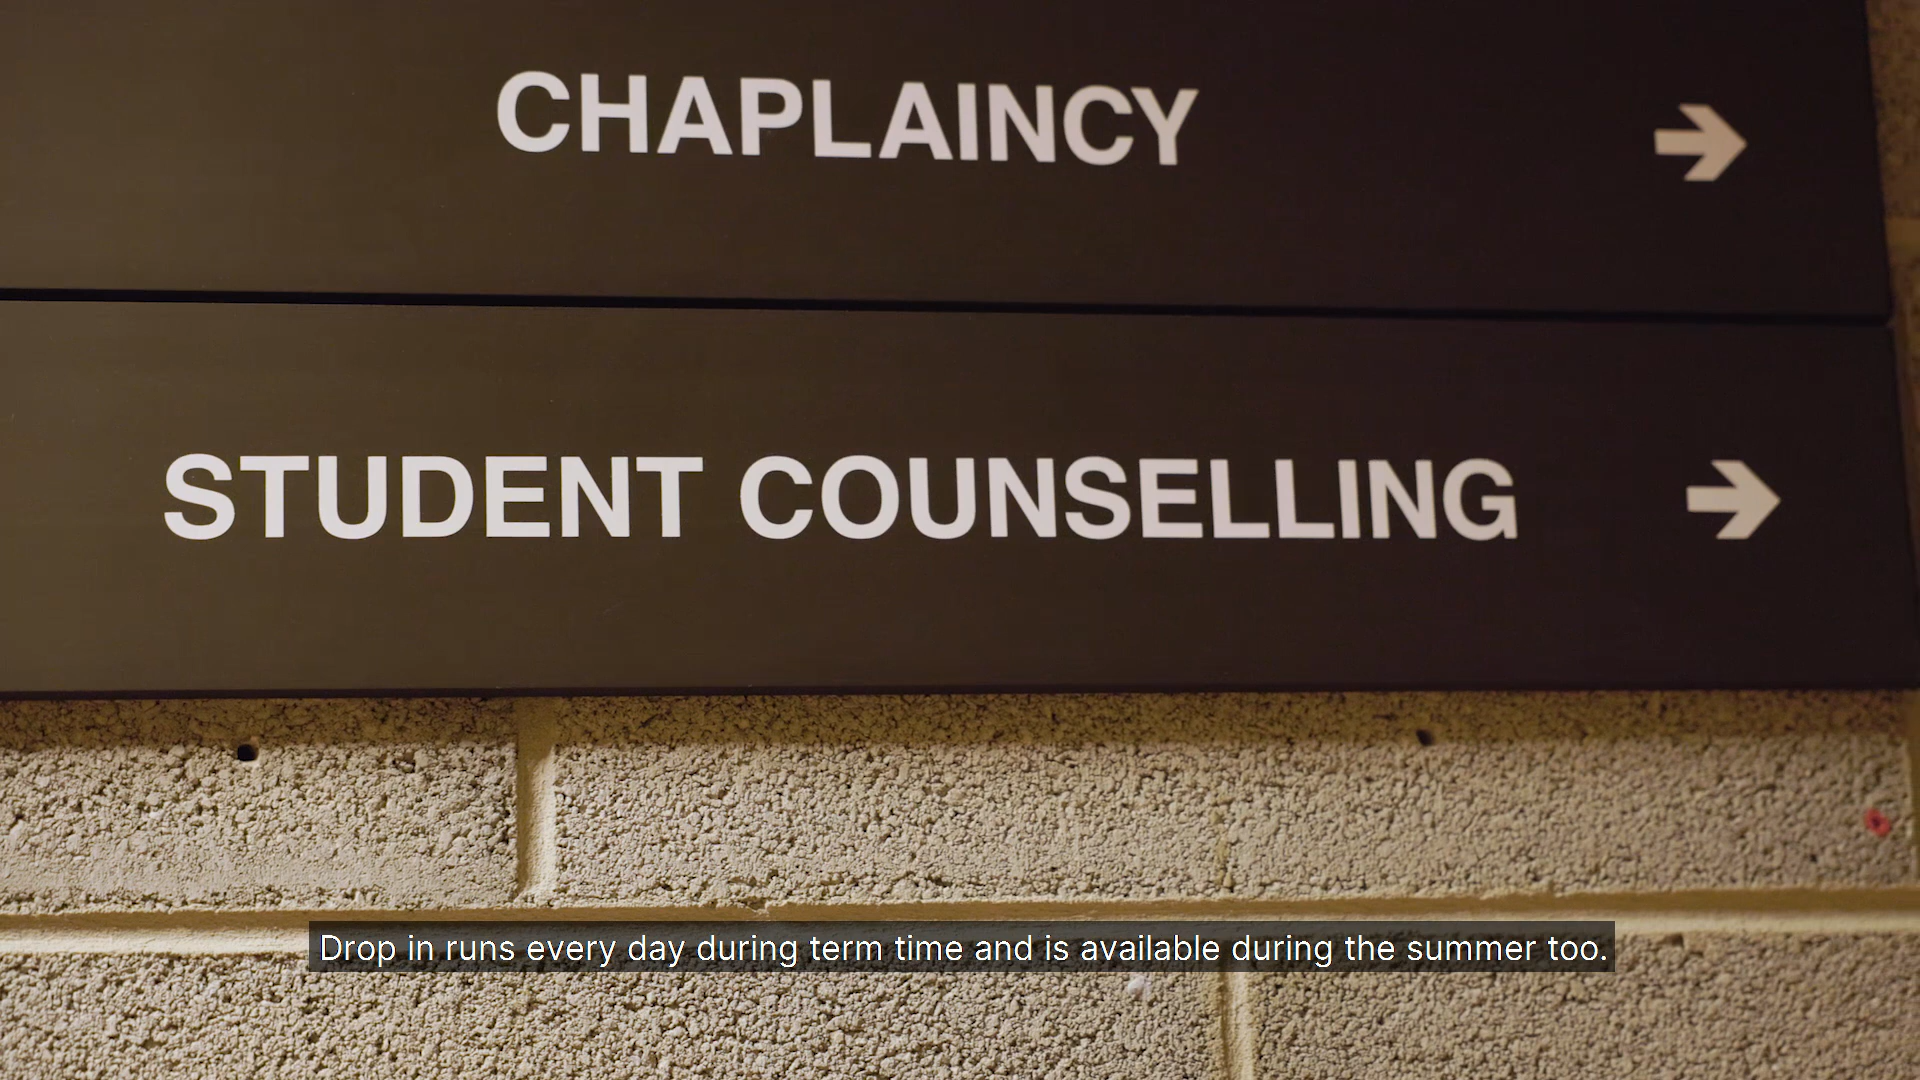 CHAPLAINCY
STUDENT COUNSELLING
Drop in runs every day during term time and is available during the summer too.